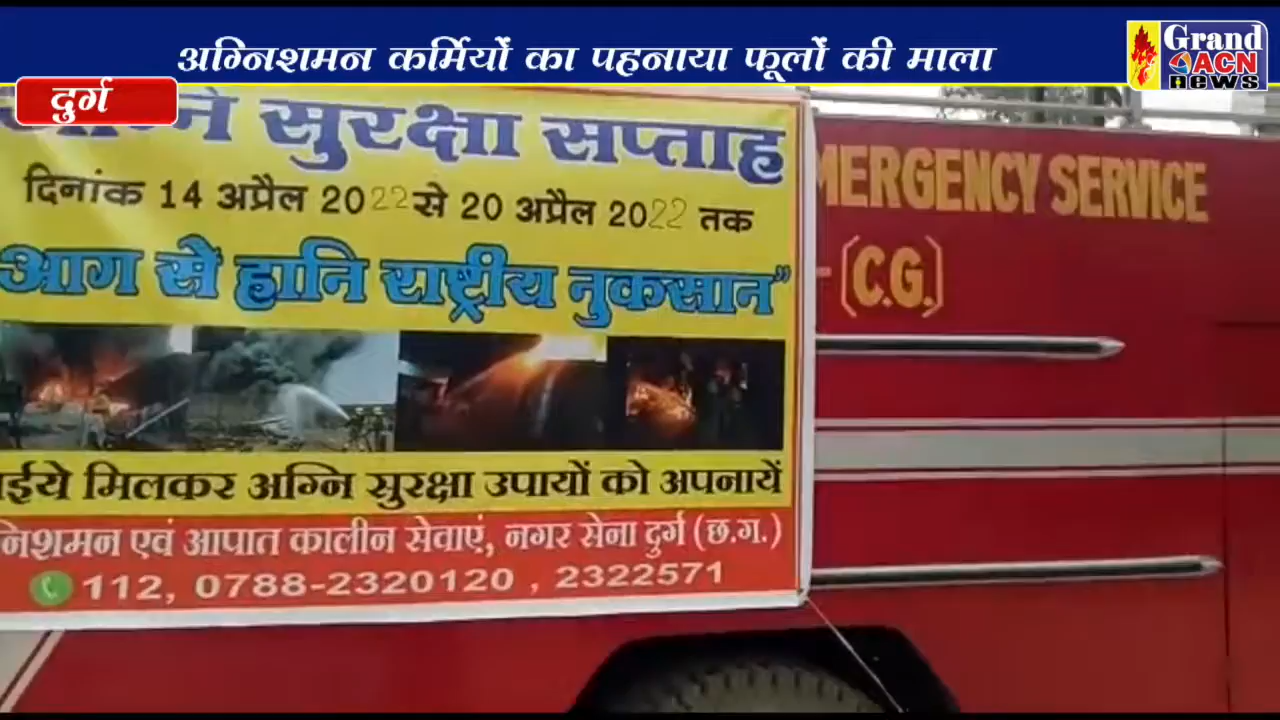 अग्निशमन कर्मियों का पहनाया फूलों की माला
Grand
ACN
news
दुर्ग
सुरक्षा सप्ताह
दिनांक 14 अप्रैल 2022 से 20 अप्रैल 2022 तक
आग से हानि राष्ट्रीय नुकसान”
मिलकर अग्नि सुरक्षा उपायों को अपनायें
एवं आपात कालीन सेवाएं, नगर सेना दुर्ग (छ.ग.)
112, 0788-2320120 , 2322571
MERGENCY SERVICE
(C.G.)